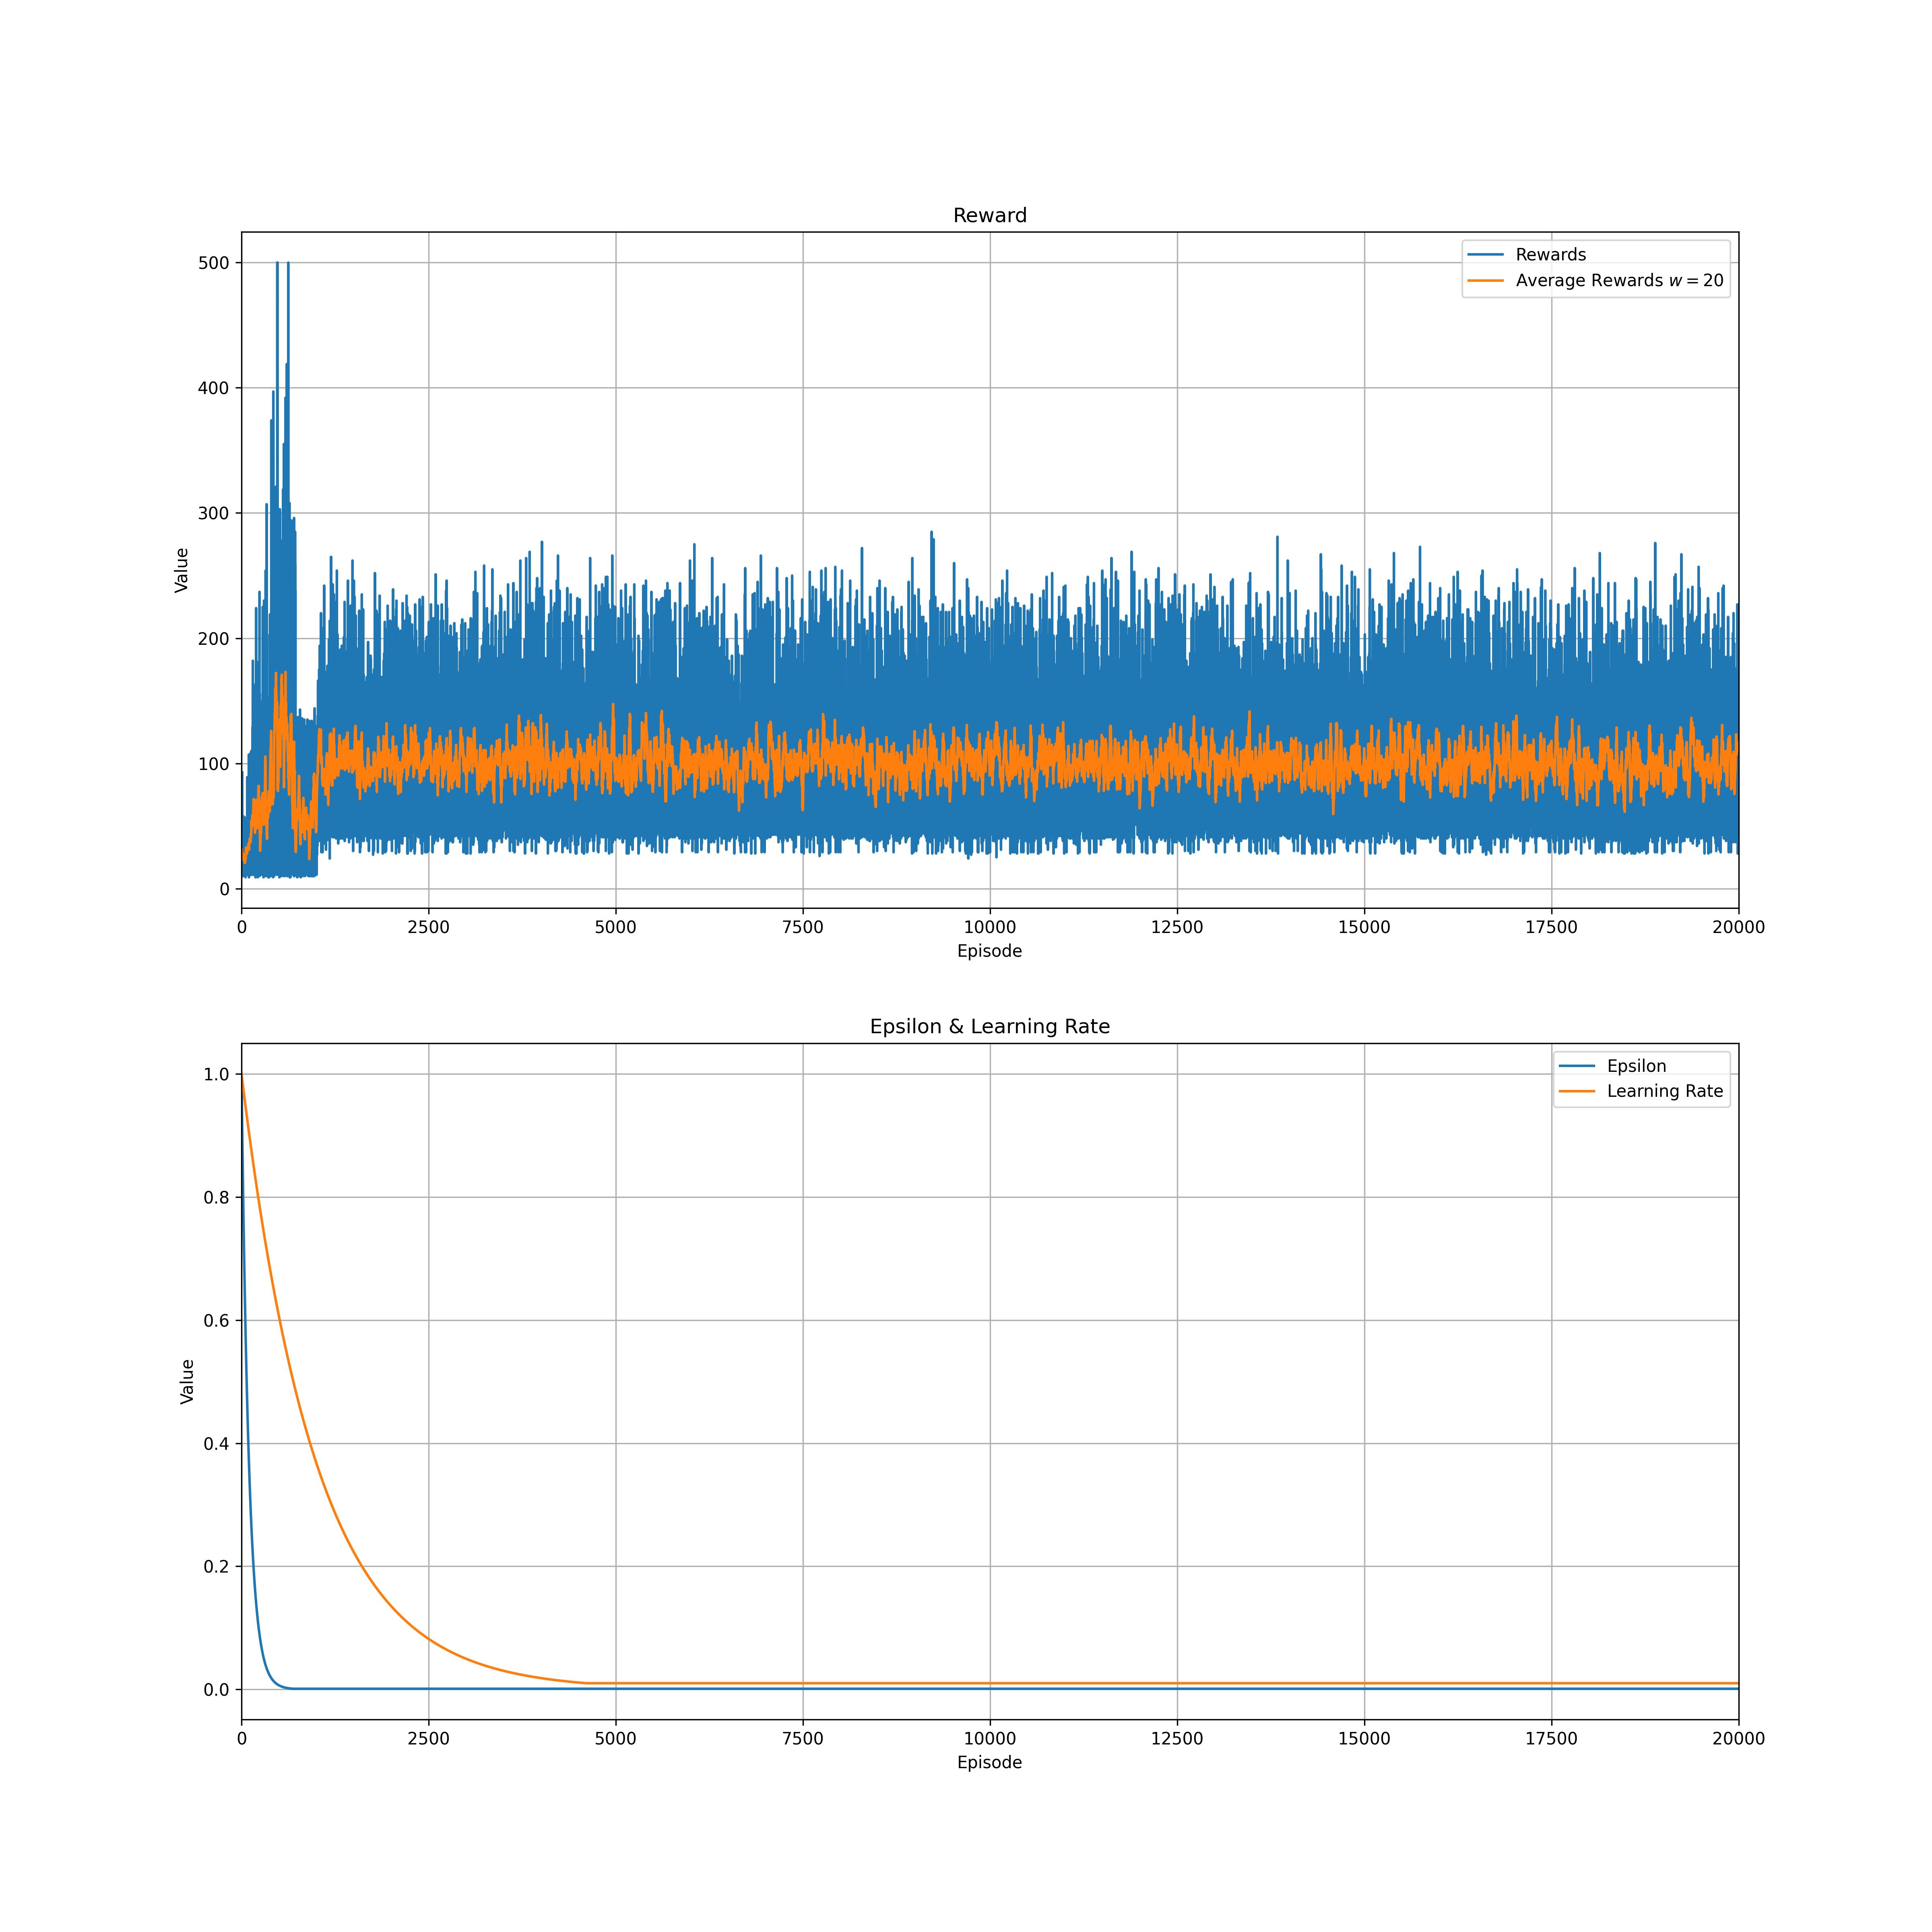 Reward
500
400
300
200
100
0
Value
Rewards
Average Rewards w = 20
0 2500 5000 7500 10000 12500 15000 17500 20000
Episode
Epsilon & Learning Rate
1.0
0.8
0.6
0.4
0.2
0.0
Value
Epsilon
Learning Rate
0 2500 5000 7500 10000 12500 15000 17500 20000
Episode